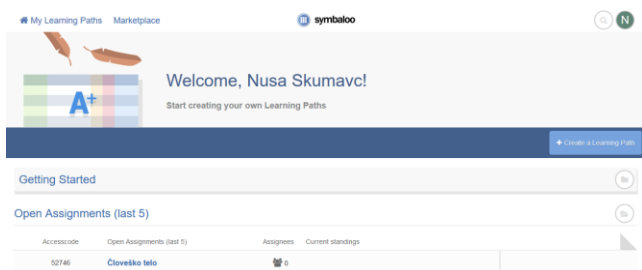 My Learning Paths Marketplace symbaloo N
A+
Welcome, Nusa Skumavc!
Start creating your own Learning Paths
+ Create a Learning Path
Getting Started
Open Assignments (last 5)
Accesscode Open Assignments (last 5) Assignees Current standings
52746 Človeško telo 0